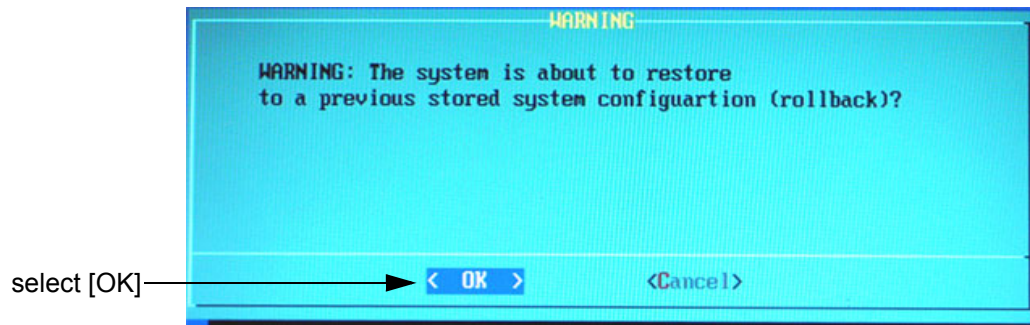 WARNING
WARNING: The system is about to restore
to a previous stored system configuartion (rollback)?
select [OK]
< OK > <Cancel>